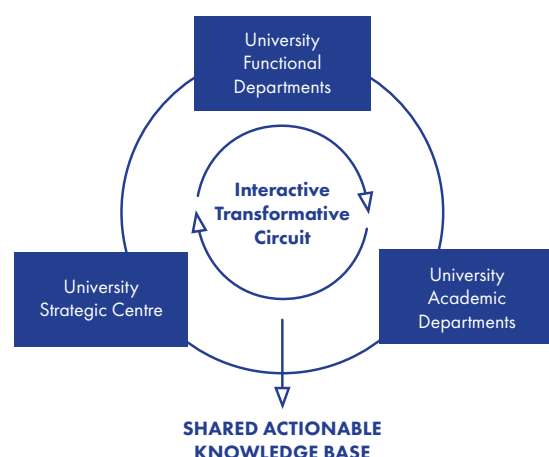 University
Functional
Departments
Interactive
Transformative
Circuit
University
Strategic Centre
University
Academic
Departments
SHARED ACTIONABLE
KNOWLEDGE BASE